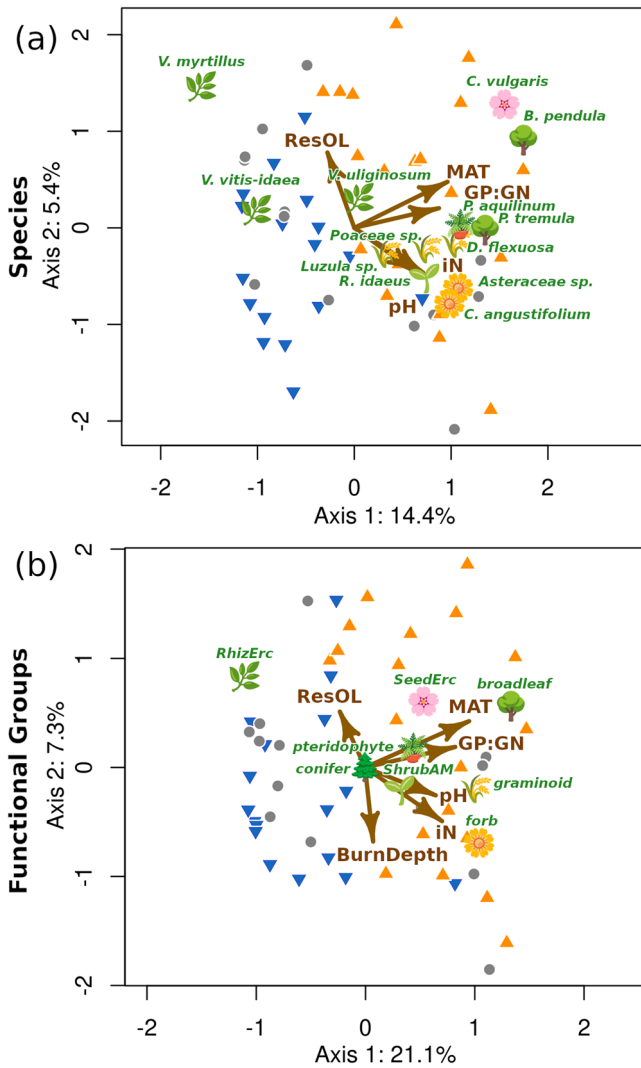 (a)
2
V. myrtillus
C. vulgaris
1
B. pendula
ResOL
V. uliginosum
MAT
V. vitis-idaea
GP:GN
P. aquilinum
P. tremula
0
Poaceae sp.
D. flexuosa
Luzula sp.
iN
R. idaeus
Asteraceae sp.
-1
pH
C. angustifolium
-2
Species
Axis 2: 5.4%
-2 -1 0 1 2
Axis 1: 14.4%
(b)
2
RhizErc
1
SeedErc
broadleaf
ResOL
MAT
pteridophyte
GP:GN
0
conifer
ShrubAM
graminoid
pH
forb
iN
BurnDepth
-1
-2
Functional Groups
Axis 2: 7.3%
-2 -1 0 1 2
Axis 1: 21.1%